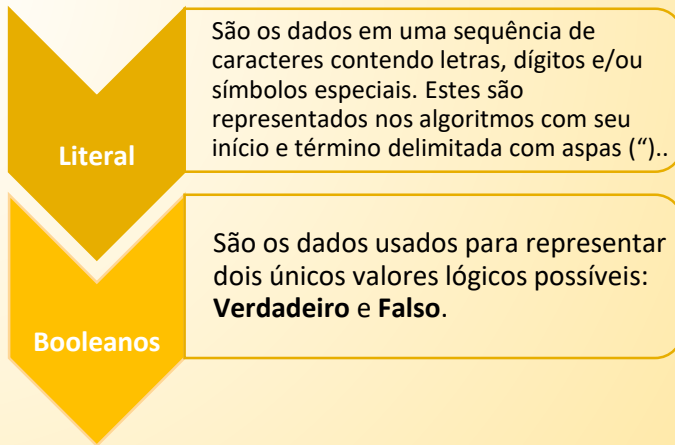 São os dados em uma sequência de
caracteres contendo letras, dígitos e/ou
símbolos especiais. Estes são
representados nos algoritmos com seu
início e término delimitada com aspas (“)..
Literal
São os dados usados para representar
dois únicos valores lógicos possíveis:
Verdadeiro e Falso.
Booleanos